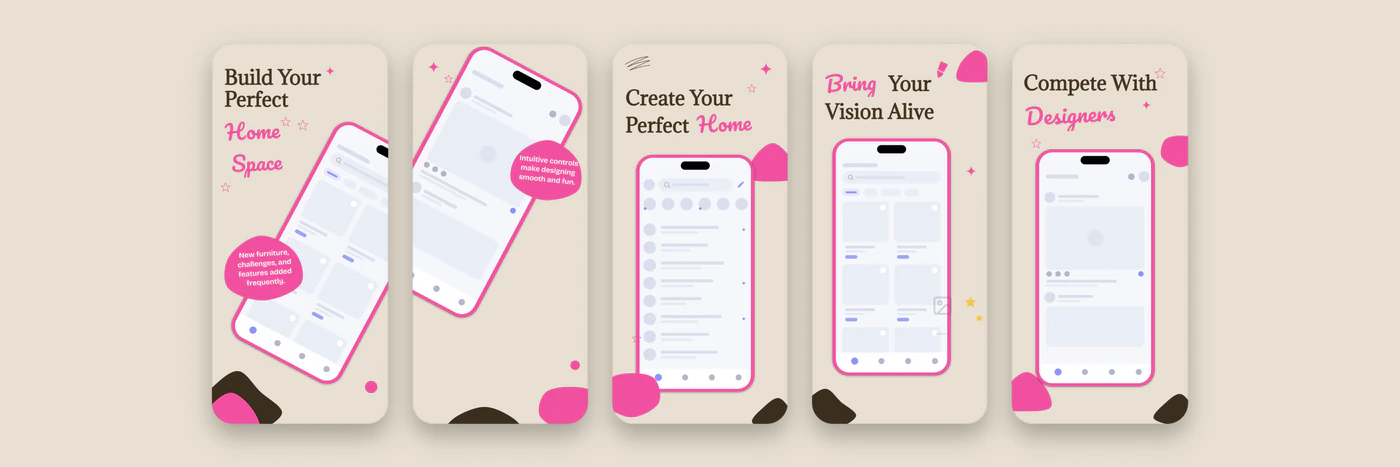 Build Your
Perfect
Home
Space
New furniture,
challenges, and
features added
frequently.
Intuitive controls
make designing
smooth and fun.
Create Your
Perfect Home
Bring Your
Vision Alive
Compete With
Designers